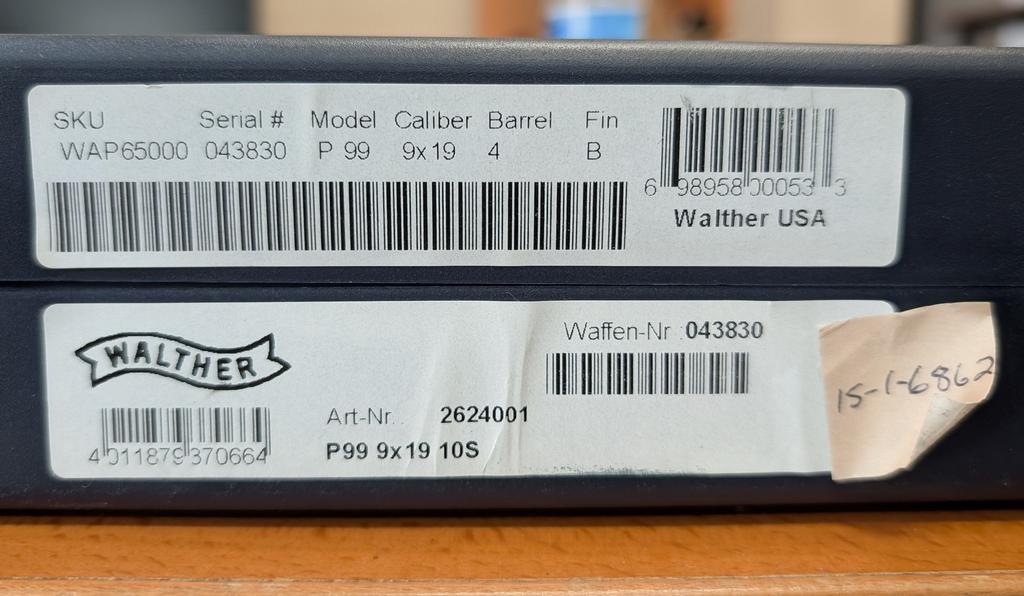 SKU Serial # Model Caliber Barrel Fin
WAP65000 043830 P 99 9x19 4 B
6 98958 00053 3
Walther USA
WALTHER
Waffen-Nr.: 043830
4 011879 370664
Art-Nr.: 2624001
P99 9x19 10S
15-1-6862